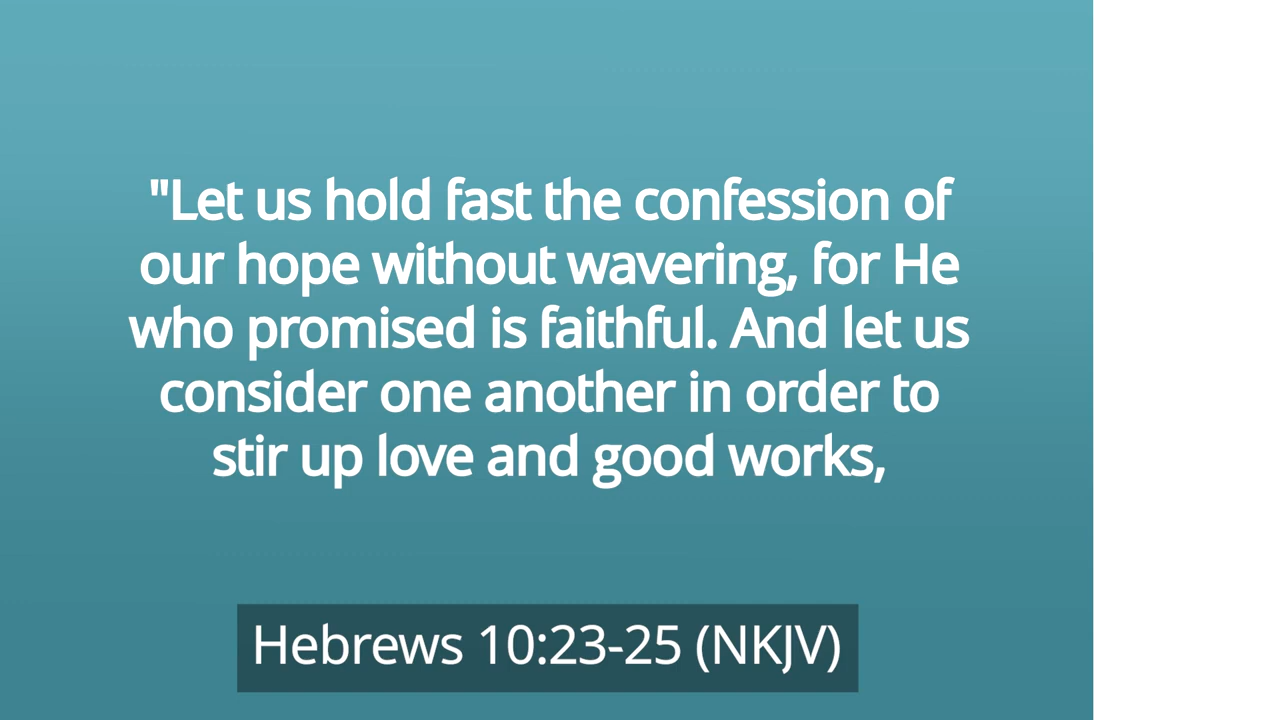 "Let us hold fast the confession of
our hope without wavering, for He
who promised is faithful. And let us
consider one another in order to
stir up love and good works,
Hebrews 10:23-25 (NKJV)